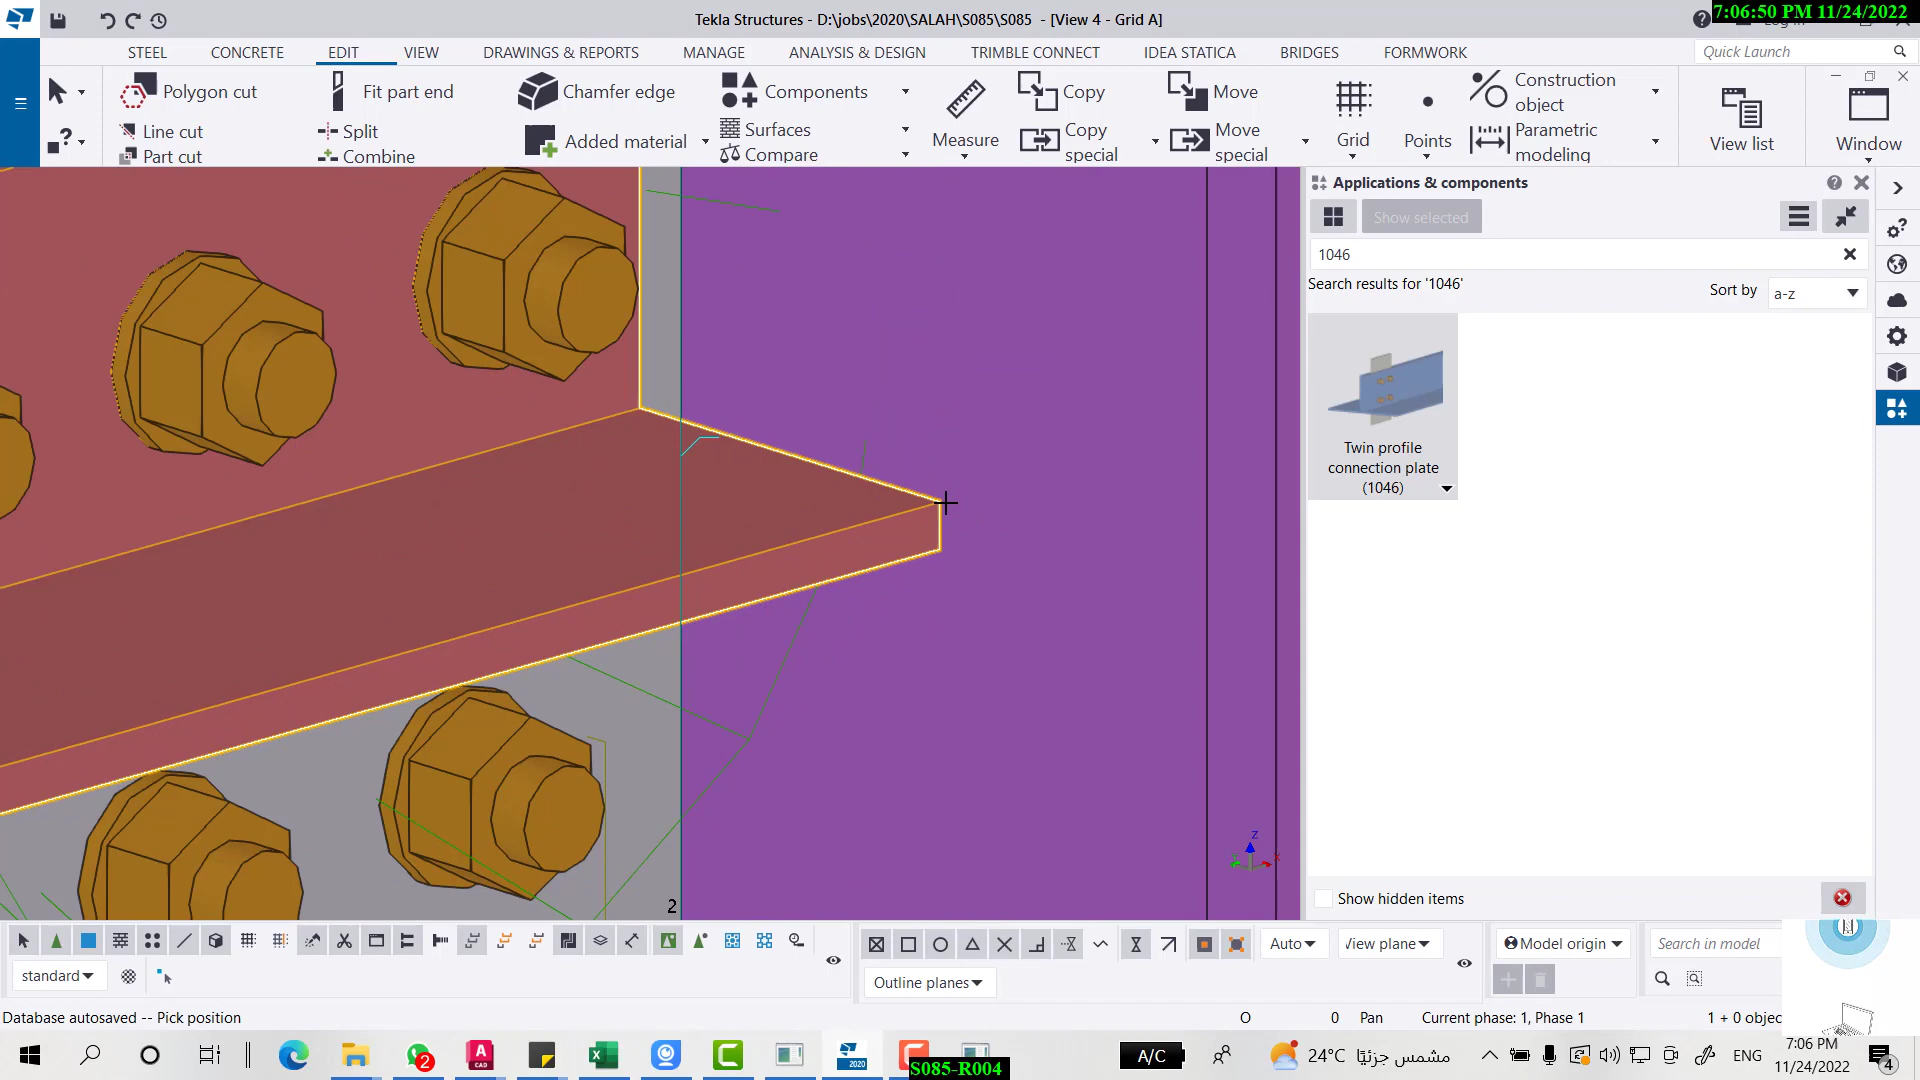 Tekla Structures - D:\jobs\2020\SALAH\S085\S085 - [View 4 - Grid A]
7:06:50 PM 11/24/2022
STEEL CONCRETE EDIT VIEW DRAWINGS & REPORTS MANAGE ANALYSIS & DESIGN TRIMBLE CONNECT IDEA STATICA BRIDGES FORMWORK
Quick Launch
Polygon cut
Line cut
Part cut
Fit part end
Split
Combine
Chamfer edge
Added material
Components
Surfaces
Compare
Measure
Copy
Copy special
Move
Move special
Grid
Points
Construction object
Parametric modeling
View list
Window
Applications & components
Show selected
1046
Search results for '1046'
Sort by
a-z
Twin profile
connection plate
(1046)
Show hidden items
z
x
2
standard
Auto
View plane
Outline planes
Model origin
Search in model
Database autosaved -- Pick position
O 0 Pan Current phase: 1, Phase 1 1 + 0 objec
2
A
CAD
2020
S085-R004
A/C
24°C مشمس جزئيًا
ENG
7:06 PM
11/24/2022
4